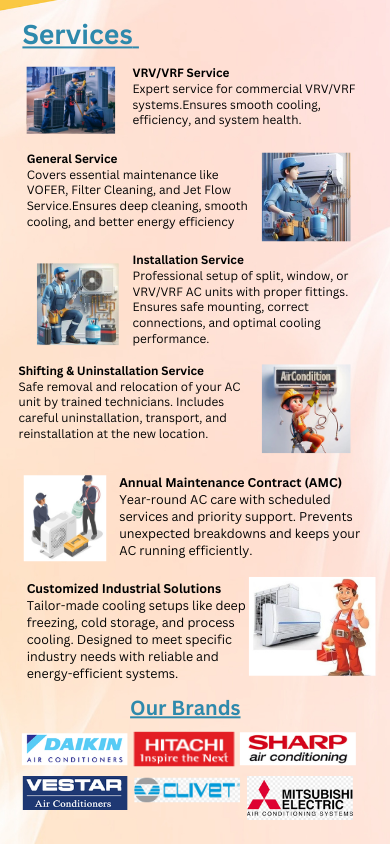 Services
VRV/VRF Service
Expert service for commercial VRV/VRF
systems.Ensures smooth cooling,
efficiency, and system health.
General Service
Covers essential maintenance like
VOFER, Filter Cleaning, and Jet Flow
Service.Ensures deep cleaning, smooth
cooling, and better energy efficiency
Installation Service
Professional setup of split, window, or
VRV/VRF AC units with proper fittings.
Ensures safe mounting, correct
connections, and optimal cooling
performance.
Shifting & Uninstallation Service
Safe removal and relocation of your AC
unit by trained technicians. Includes
careful uninstallation, transport, and
reinstallation at the new location.
Annual Maintenance Contract (AMC)
Year-round AC care with scheduled
services and priority support. Prevents
unexpected breakdowns and keeps your
AC running efficiently.
Customized Industrial Solutions
Tailor-made cooling setups like deep
freezing, cold storage, and process
cooling. Designed to meet specific
industry needs with reliable and
energy-efficient systems.
Our Brands
DAIKIN
AIR CONDITIONERS
HITACHI
Inspire the Next
SHARP
air conditioning
VESTAR
Air Conditioners
CLIVET
MITSUBISHI
ELECTRIC
AIR CONDITIONING SYSTEMS